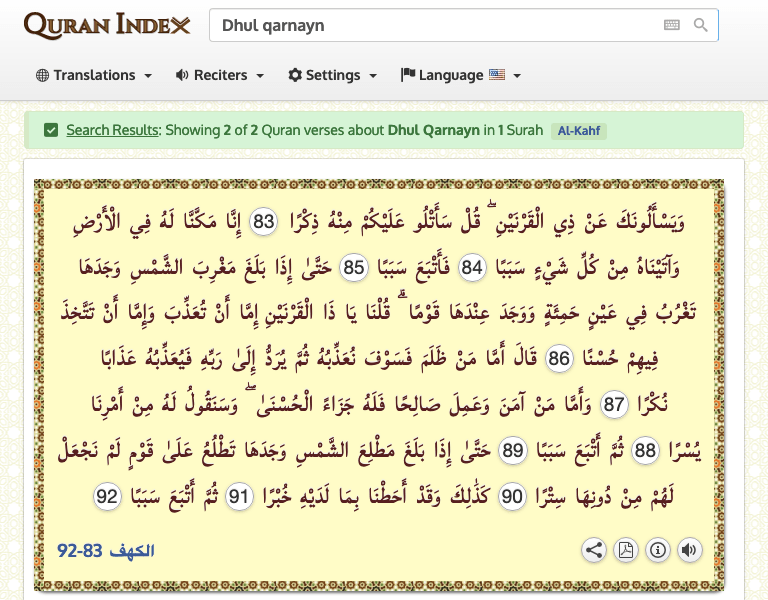 QURAN INDEX
Dhul qarnayn
Translations Reciters Settings Language
Search Results: Showing 2 of 2 Quran verses about Dhul Qarnayn in 1 Surah Al-Kahf
وَيَسْأَلُونَكَ عَنْ ذِي الْقَرْنَيْنِ ۖ قُلْ سَأَتْلُو عَلَيْكُمْ مِنْهُ ذِكْرًا 83 إِنَّا مَكَّنَّا لَهُ فِي الْأَرْضِ
وَآتَيْنَاهُ مِنْ كُلِّ شَيْءٍ سَبَبًا 84 فَأَتْبَعَ سَبَبًا 85 حَتَّىٰ إِذَا بَلَغَ مَغْرِبَ الشَّمْسِ وَجَدَهَا
تَغْرُبُ فِي عَيْنٍ حَمِئَةٍ وَوَجَدَ عِنْدَهَا قَوْمًا ۗ قُلْنَا يَا ذَا الْقَرْنَيْنِ إِمَّا أَنْ تُعَذِّبَ وَإِمَّا أَنْ تَتَّخِذَ
فِيهِمْ حُسْنًا 86 قَالَ أَمَّا مَنْ ظَلَمَ فَسَوْفَ نُعَذِّبُهُ ثُمَّ يُرَدُّ إِلَىٰ رَبِّهِ فَيُعَذِّبُهُ عَذَابًا
نُكْرًا 87 وَأَمَّا مَنْ آمَنَ وَعَمِلَ صَالِحًا فَلَهُ جَزَاءً الْحُسْنَىٰ ۖ وَسَنَقُولُ لَهُ مِنْ أَمْرِنَا
يُسْرًا 88 ثُمَّ أَتْبَعَ سَبَبًا 89 حَتَّىٰ إِذَا بَلَغَ مَطْلِعَ الشَّمْسِ وَجَدَهَا تَطْلُعُ عَلَىٰ قَوْمٍ لَمْ نَجْعَلْ
لَهُمْ مِنْ دُونِهَا سِتْرًا 90 كَذَٰلِكَ وَقَدْ أَحَطْنَا بِمَا لَدَيْهِ خُبْرًا 91 ثُمَّ أَتْبَعَ سَبَبًا 92
الكهف 83-92